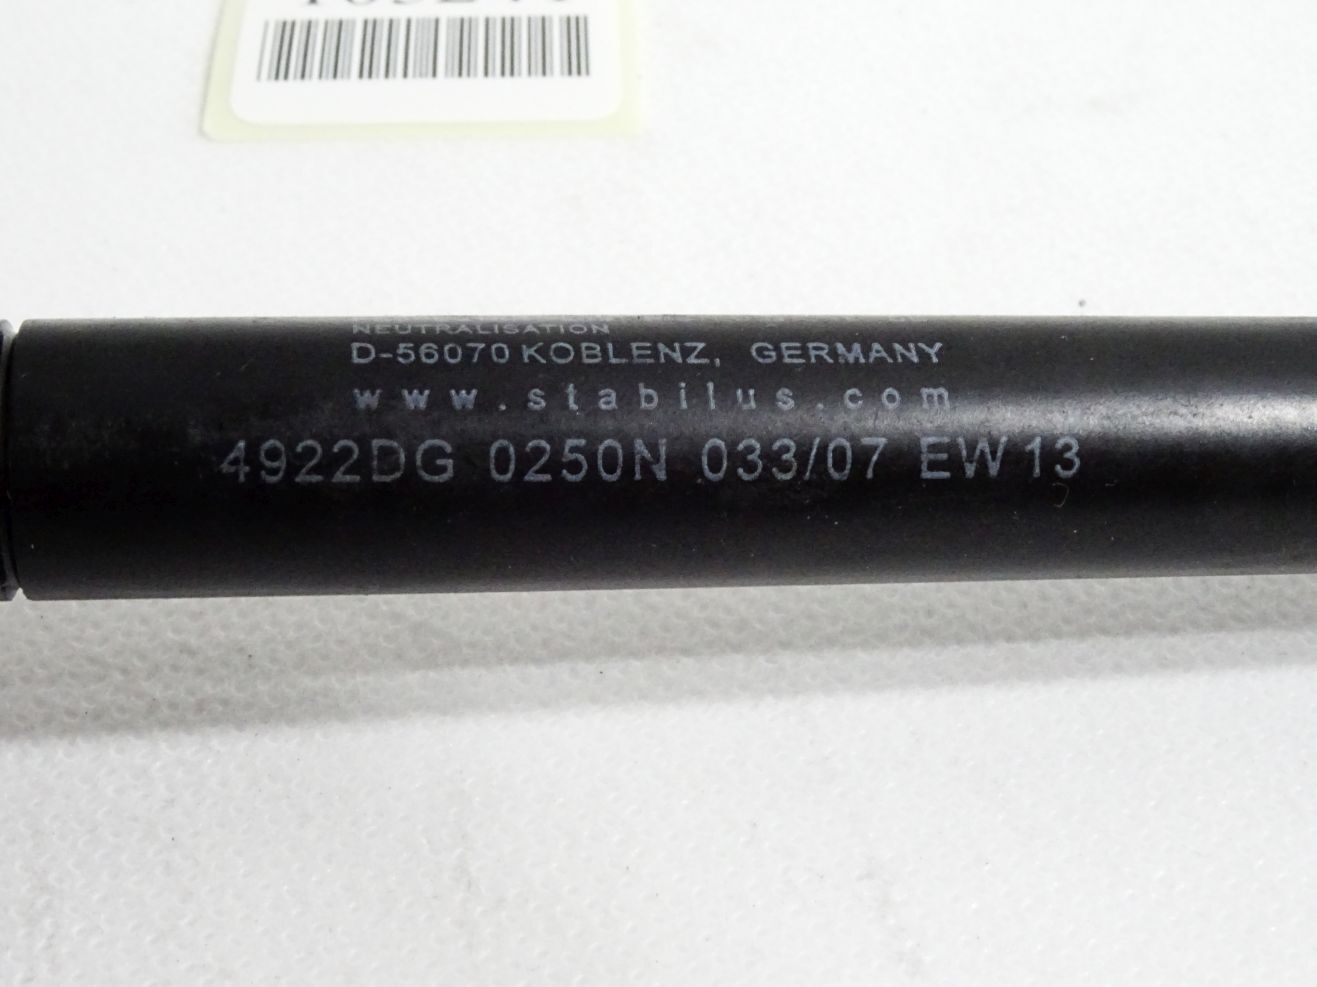 NEUTRALISATION
D-56070 KOBLENZ, GERMANY
www.stabilus.com
4922DG 0250N 033/07 EW13